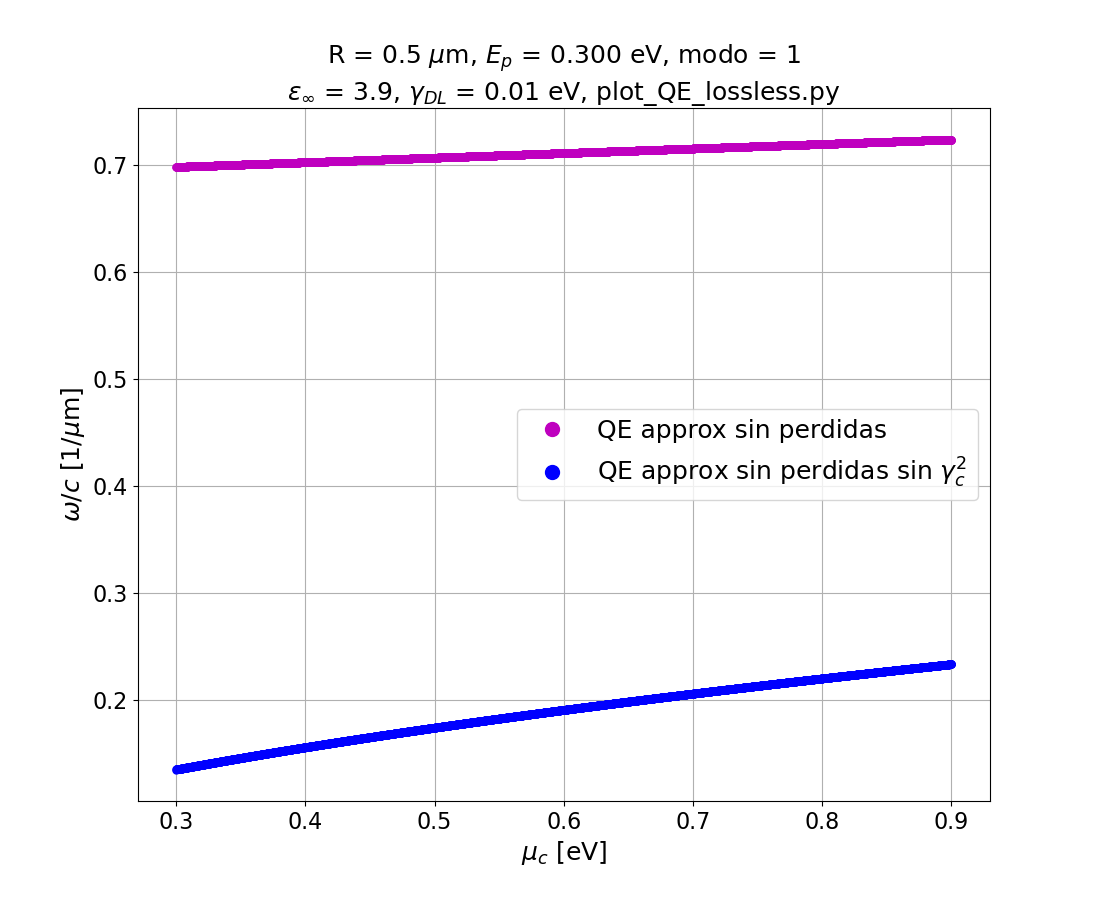 R = 0.5 μm, E_p = 0.300 eV, modo = 1
ε_∞ = 3.9, γ_DL = 0.01 eV, plot_QE_lossless.py
0.7
0.6
0.5
0.4
0.3
0.2
ω/c [1/μm]
QE approx sin perdidas
QE approx sin perdidas sin γ_c^2
0.3 0.4 0.5 0.6 0.7 0.8 0.9
μ_c [eV]